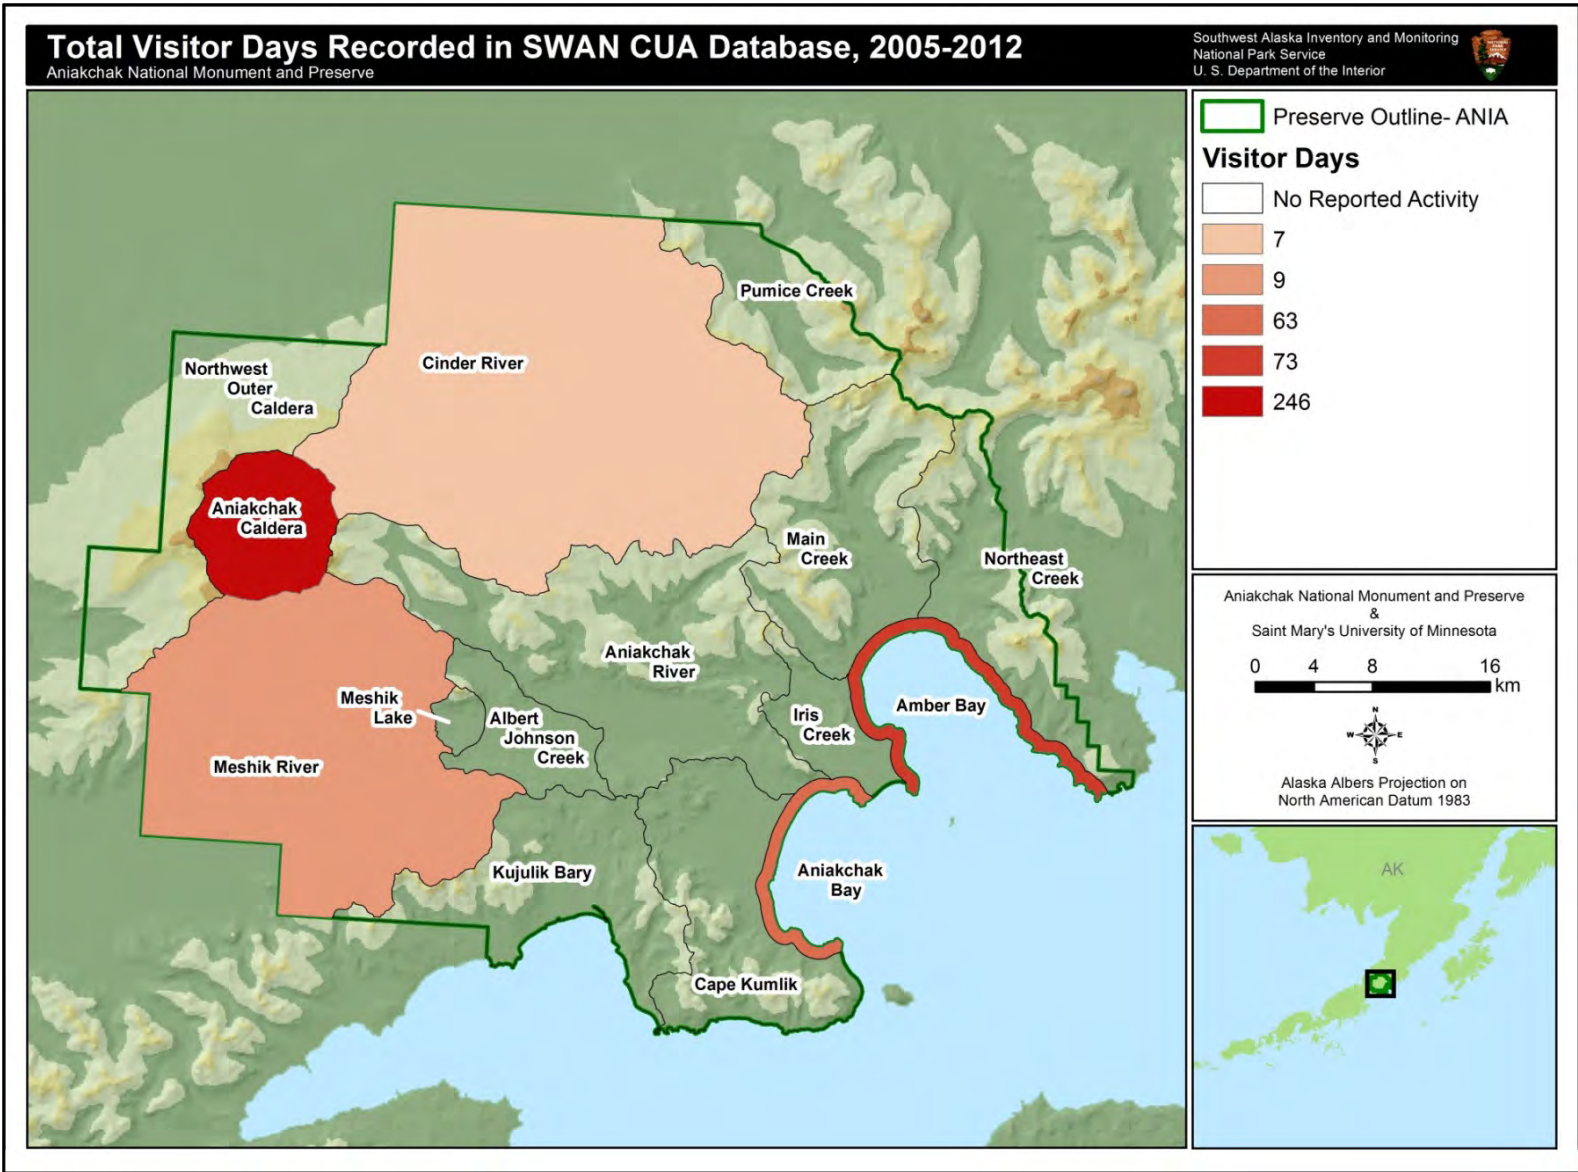 Total Visitor Days Recorded in SWAN CUA Database, 2005-2012
Aniakchak National Monument and Preserve
Southwest Alaska Inventory and Monitoring
National Park Service
U. S. Department of the Interior
Preserve Outline- ANIA
Visitor Days
No Reported Activity
7
9
63
73
246
Pumice Creek
Cinder River
Northwest
Outer
Caldera
Aniakchak
Caldera
Main
Creek
Northeast
Creek
Aniakchak
River
Meshik
Lake
Albert
Johnson
Creek
Iris
Creek
Amber Bay
Meshik River
Kujulik Bary
Aniakchak
Bay
Cape Kumlik
Aniakchak National Monument and Preserve
&
Saint Mary's University of Minnesota
0 4 8 16
km
N
W E
S
Alaska Albers Projection on
North American Datum 1983
AK